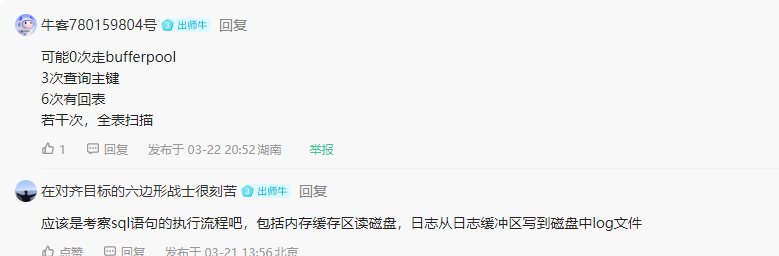 牛客780159804号 3 出师牛 回复
可能0次走bufferpool
3次查询主键
6次有回表
若干次，全表扫描
1 回复 发布于 03-22 20:52 湖南 举报
在对齐目标的六边形战士很刻苦 3 出师牛 回复
应该是考察sql语句的执行流程吧，包括内存缓存区读磁盘，日志从日志缓冲区写到磁盘中log文件
点赞 回复 发布于 03-21 13:56 北京